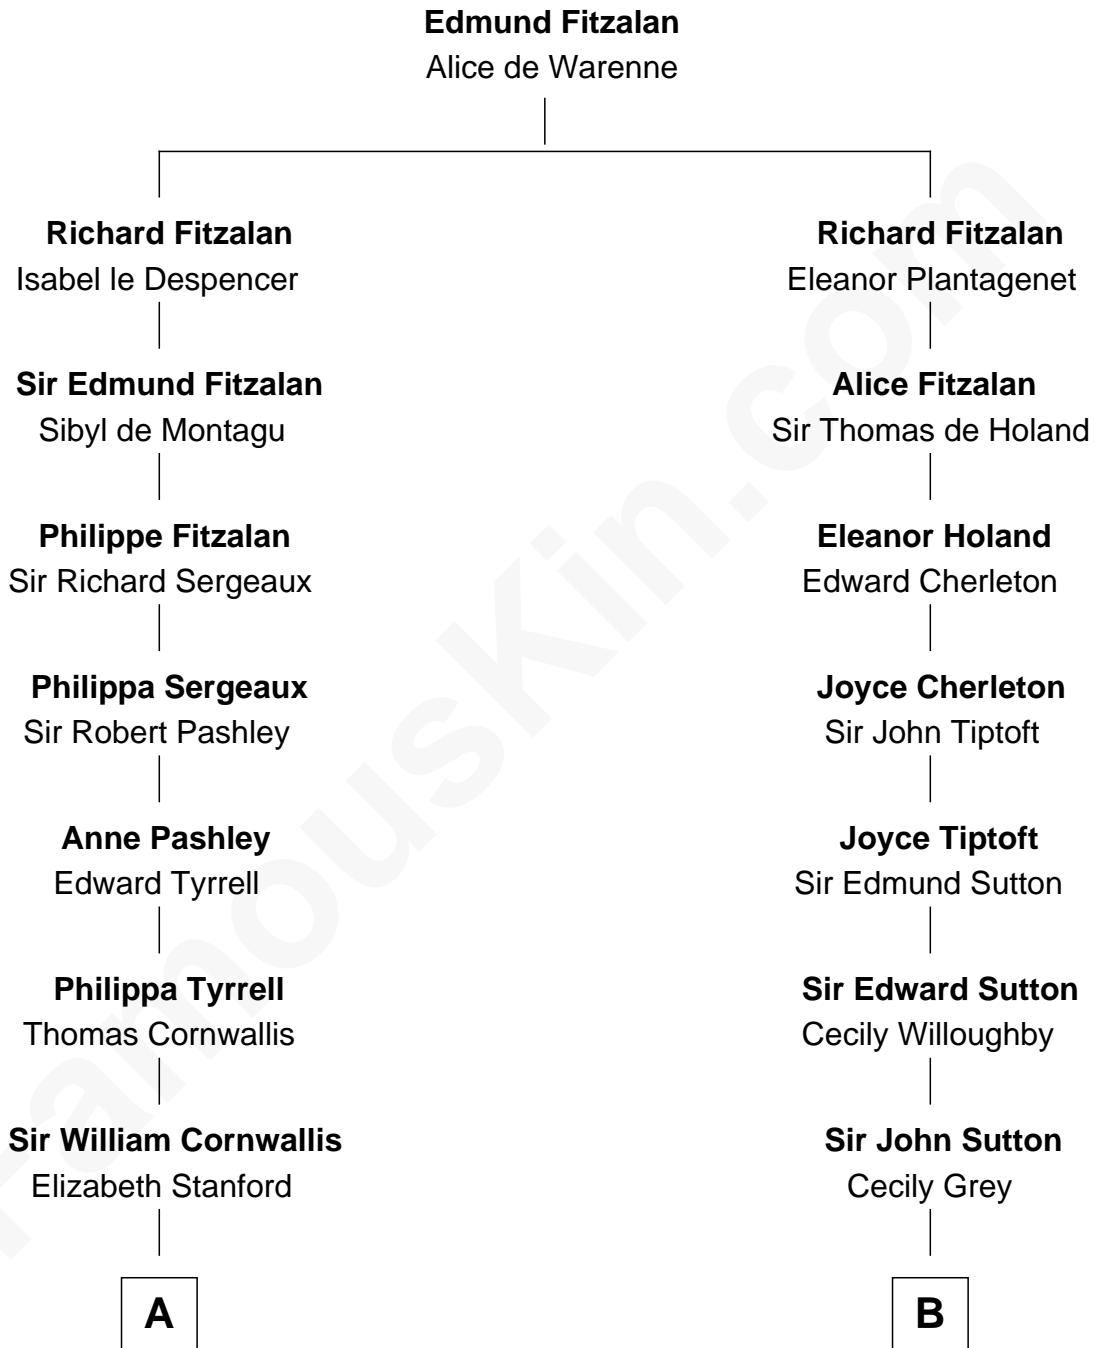 Edmund Fitzalan
Alice de Warenne
Richard Fitzalan
Isabel le Despencer
Richard Fitzalan
Eleanor Plantagenet
Sir Edmund Fitzalan
Sibyl de Montagu
Alice Fitzalan
Sir Thomas de Holand
Philippe Fitzalan
Sir Richard Sergeaux
Eleanor Holand
Edward Cherleton
Philippa Sergeaux
Sir Robert Pashley
Joyce Cherleton
Sir John Tiptoft
Anne Pashley
Edward Tyrrell
Joyce Tiptoft
Sir Edmund Sutton
Philippa Tyrrell
Thomas Cornwallis
Sir Edward Sutton
Cecily Willoughby
Sir William Cornwallis
Elizabeth Stanford
Sir John Sutton
Cecily Grey
A
B
FamousKin.com